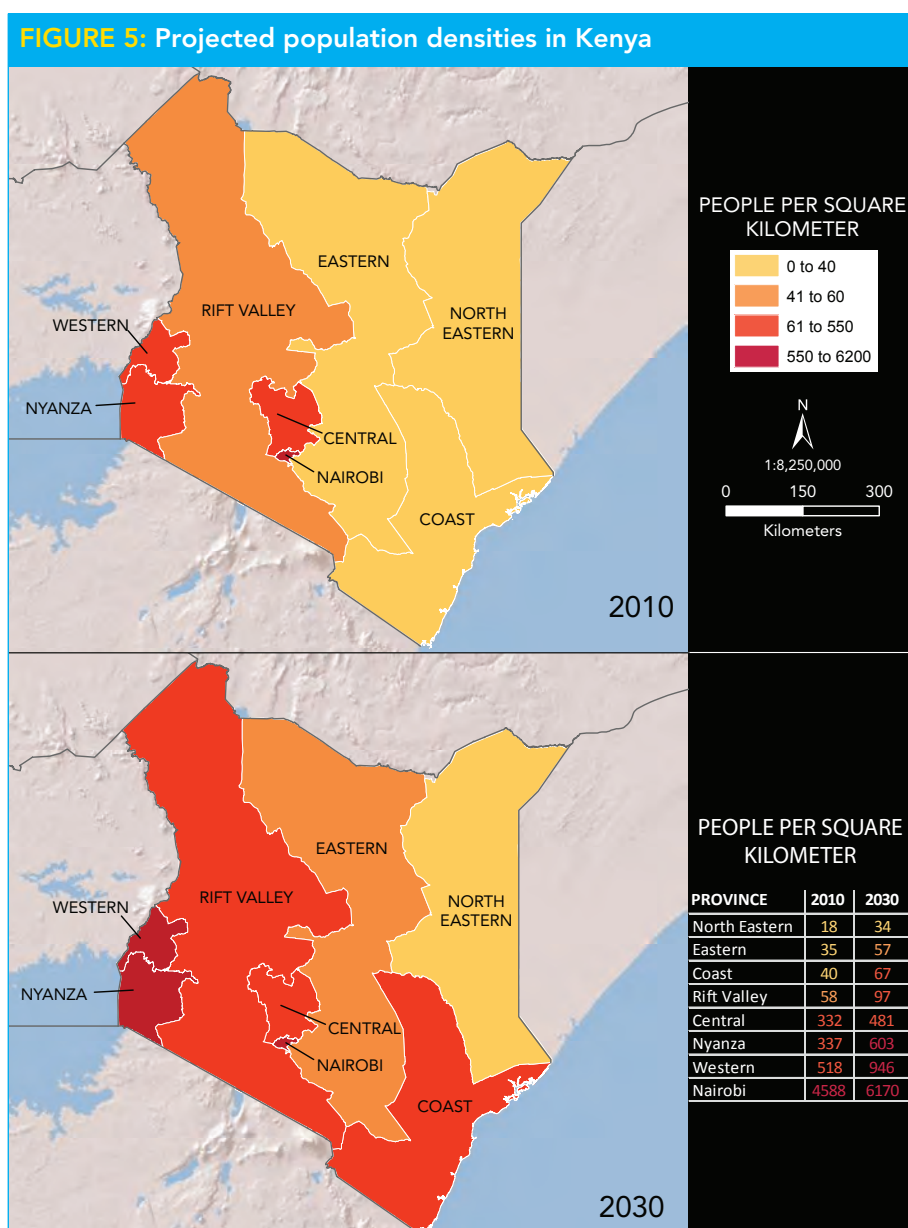 FIGURE 5: Projected population densities in Kenya
PEOPLE PER SQUARE
KILOMETER
0 to 40
41 to 60
61 to 550
550 to 6200
N
1:8,250,000
0 150 300
Kilometers
EASTERN
RIFT VALLEY
NORTH
EASTERN
WESTERN
NYANZA
CENTRAL
NAIROBI
COAST
2010
EASTERN
RIFT VALLEY
NORTH
EASTERN
WESTERN
NYANZA
CENTRAL
NAIROBI
COAST
2030
PEOPLE PER SQUARE
KILOMETER
PROVINCE 2010 2030
North Eastern 18 34
Eastern 35 57
Coast 40 67
Rift Valley 58 97
Central 332 481
Nyanza 337 603
Western 518 946
Nairobi 4588 6170